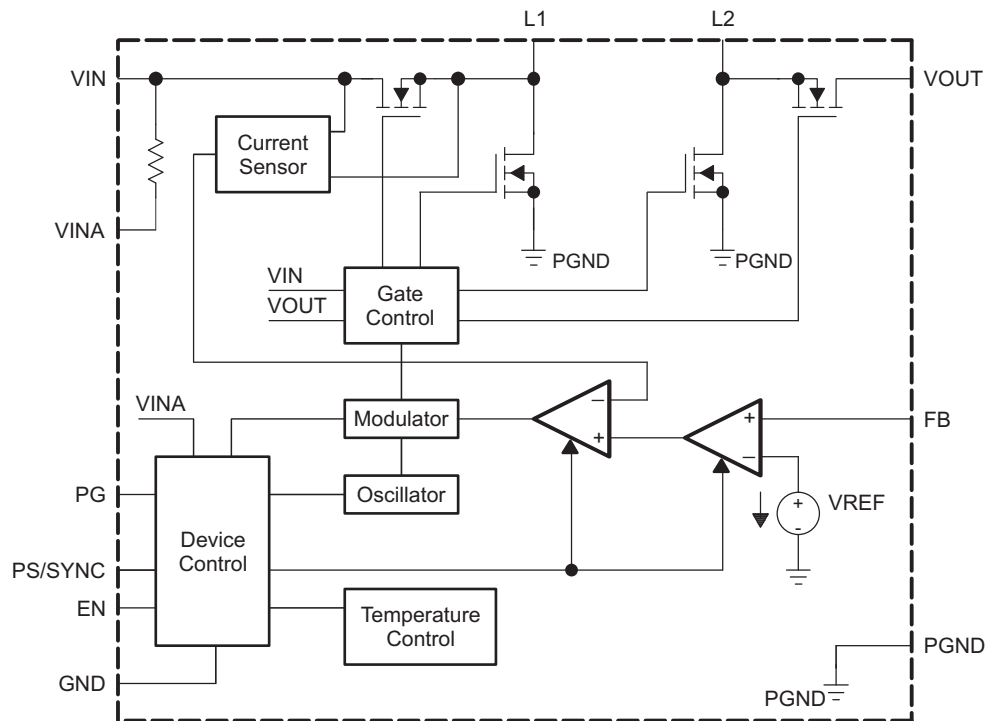 L1
L2
VIN
VOUT
Current
Sensor
VINA
PGND
PGND
VIN
VOUT
Gate
Control
VINA
Modulator
−
+
+
−
FB
PG
Oscillator
+
-
VREF
Device
Control
PS/SYNC
EN
Temperature
Control
PGND
GND
PGND